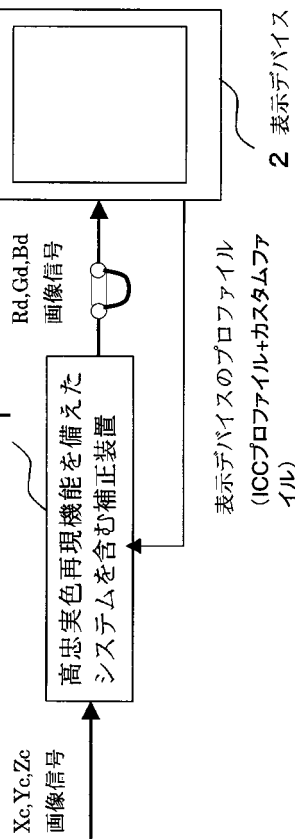 Xc,Yc,Zc
画像信号
高忠実色再現機能を備えた
システムを含む補正装置
Rd,Gd,Bd
画像信号
表示デバイスのプロファイル
(ICCプロファイル+カスタムファ
イル)
2 表示デバイス